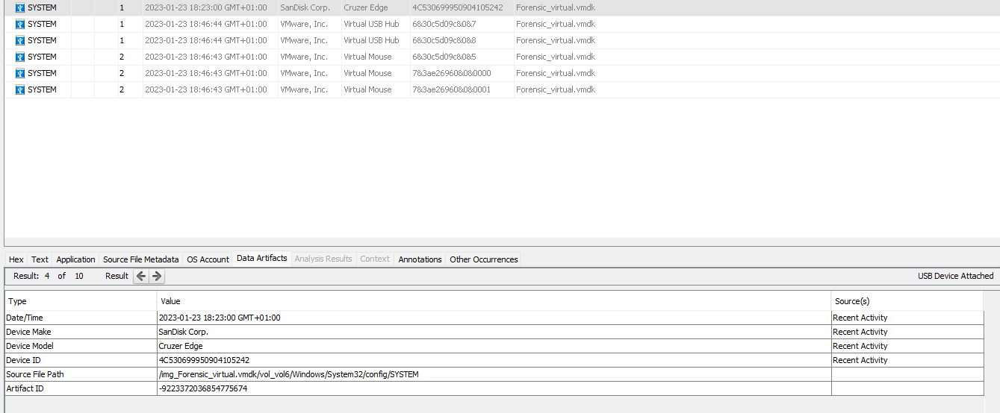 SYSTEM 1 2023-01-23 18:23:00 GMT+01:00 SanDisk Corp. Cruzer Edge 4C530699950904105242 Forensic_virtual.vmdk
SYSTEM 1 2023-01-23 18:46:44 GMT+01:00 VMware, Inc. Virtual USB Hub 6&30c5d09c&0&7 Forensic_virtual.vmdk
SYSTEM 1 2023-01-23 18:46:44 GMT+01:00 VMware, Inc. Virtual USB Hub 6&30c5d09c&0&8 Forensic_virtual.vmdk
SYSTEM 2 2023-01-23 18:46:43 GMT+01:00 VMware, Inc. Virtual Mouse 6&30c5d09c&0&5 Forensic_virtual.vmdk
SYSTEM 2 2023-01-23 18:46:43 GMT+01:00 VMware, Inc. Virtual Mouse 7&3ae26960&0&0000 Forensic_virtual.vmdk
SYSTEM 2 2023-01-23 18:46:43 GMT+01:00 VMware, Inc. Virtual Mouse 7&3ae26960&0&0001 Forensic_virtual.vmdk
Hex Text Application Source File Metadata OS Account Data Artifacts Analysis Results Context Annotations Other Occurrences
Result: 4 of 10 Result USB Device Attached
Type Value Source(s)
Date/Time 2023-01-23 18:23:00 GMT+01:00 Recent Activity
Device Make SanDisk Corp. Recent Activity
Device Model Cruzer Edge Recent Activity
Device ID 4C530699950904105242 Recent Activity
Source File Path /img_Forensic_virtual.vmdk/vol_vol6/Windows/System32/config/SYSTEM
Artifact ID -9223372036854775674